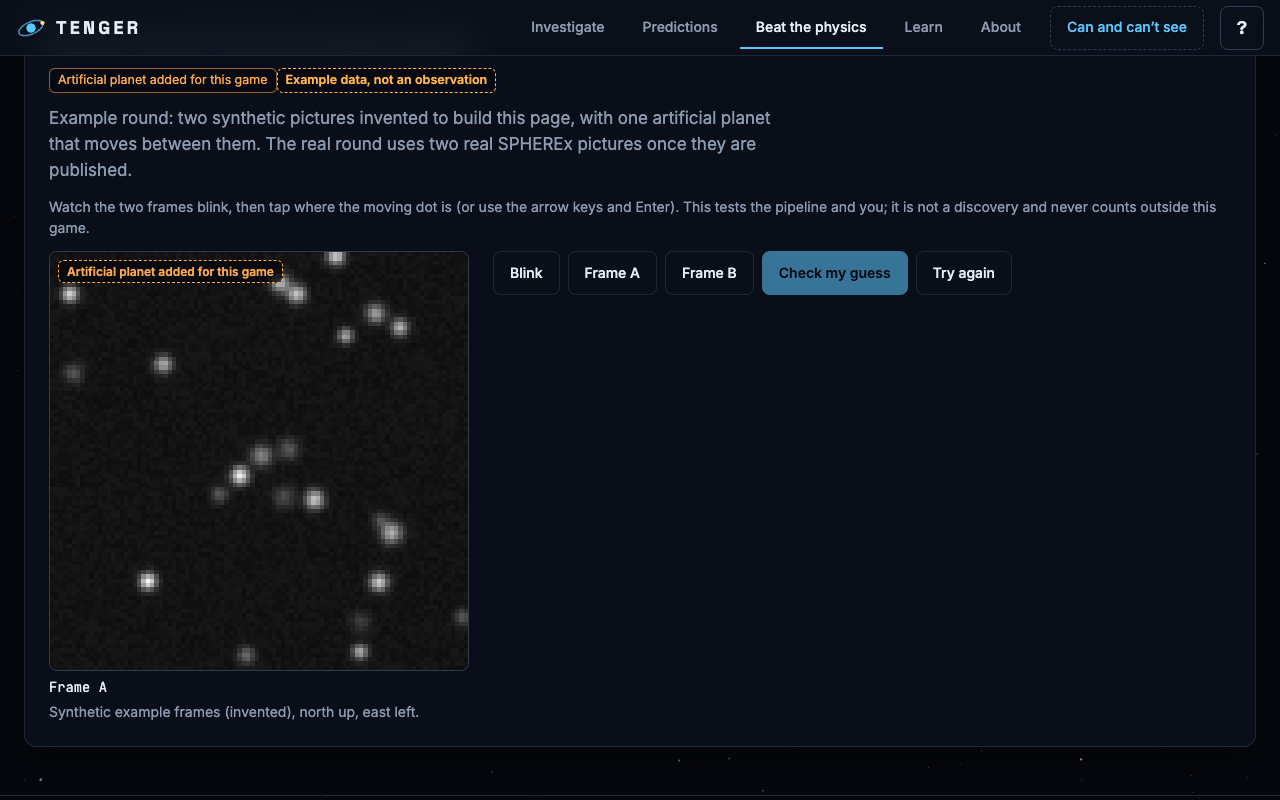 TENGER
Investigate
Predictions
Beat the physics
Learn
About
Can and can’t see
?
Artificial planet added for this game
Example data, not an observation
Example round: two synthetic pictures invented to build this page, with one artificial planet
that moves between them. The real round uses two real SPHEREx pictures once they are
published.
Watch the two frames blink, then tap where the moving dot is (or use the arrow keys and Enter). This tests the pipeline and you; it is not a discovery and never counts outside this
game.
Artificial planet added for this game
Blink
Frame A
Frame B
Check my guess
Try again
Frame A
Synthetic example frames (invented), north up, east left.